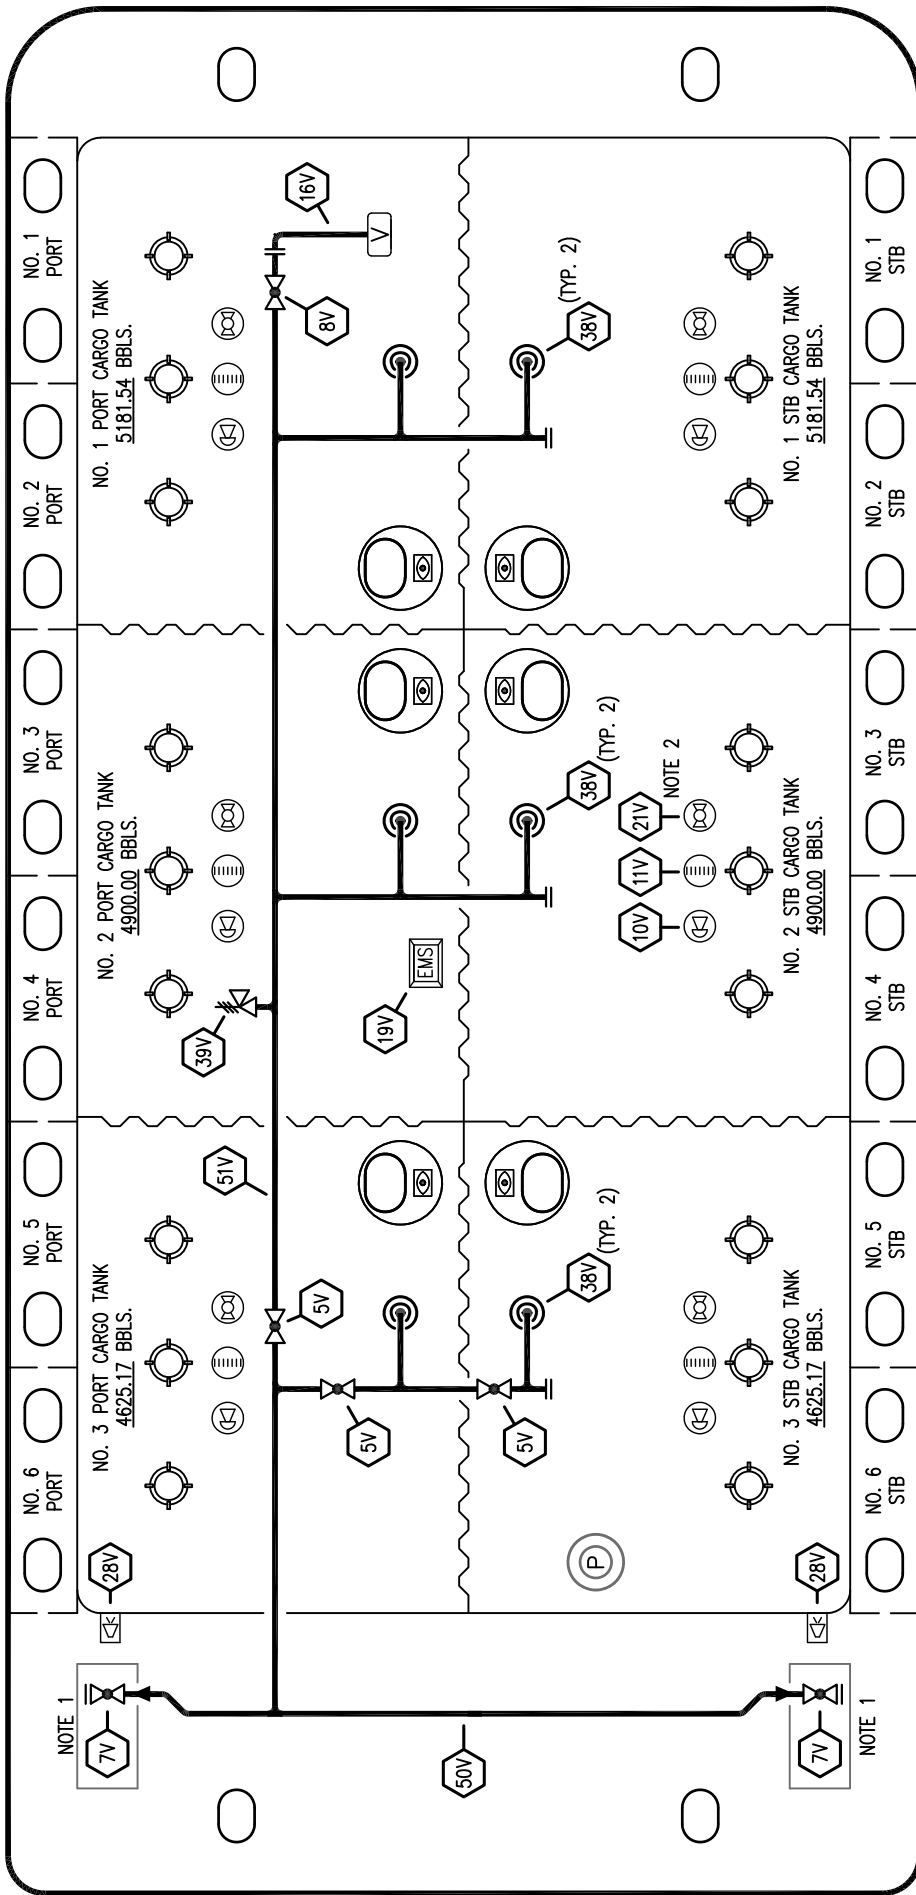 NO. 6
PORT
NO. 5
PORT
NO. 4
PORT
NO. 3
PORT
NO. 2
PORT
NO. 1
PORT
NOTE 1
7V
28V
NO. 3 PORT CARGO TANK
4625.17 BBLS.
NO. 2 PORT CARGO TANK
4900.00 BBLS.
NO. 1 PORT CARGO TANK
5181.54 BBLS.
51V
39V
16V
5V
8V
V
5V
19V
EMS
50V
5V
38V
(TYP. 2)
38V
(TYP. 2)
38V
(TYP. 2)
P
10V
11V
21V
NOTE 2
NO. 3 STB CARGO TANK
4625.17 BBLS.
NO. 2 STB CARGO TANK
4900.00 BBLS.
NO. 1 STB CARGO TANK
5181.54 BBLS.
7V
28V
NOTE 1
NO. 6
STB
NO. 5
STB
NO. 4
STB
NO. 3
STB
NO. 2
STB
NO. 1
STB